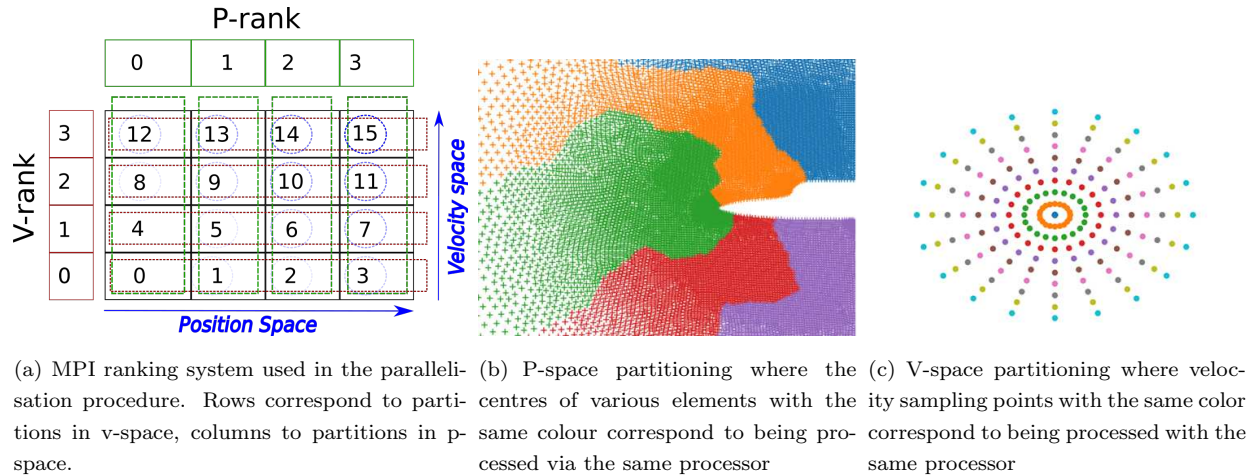 P-rank
0 1 2 3
V-rank
3 12 13 14 15
2 8 9 10 11
1 4 5 6 7
0 0 1 2 3
Velocity space
Position Space
(a) MPI ranking system used in the paralleli-
sation procedure. Rows correspond to parti-
tions in v-space, columns to partitions in p-
space.
(b) P-space partitioning where the
centres of various elements with the
same colour correspond to being pro-
cessed via the same processor
(c) V-space partitioning where veloc-
ity sampling points with the same color
correspond to being processed with the
same processor